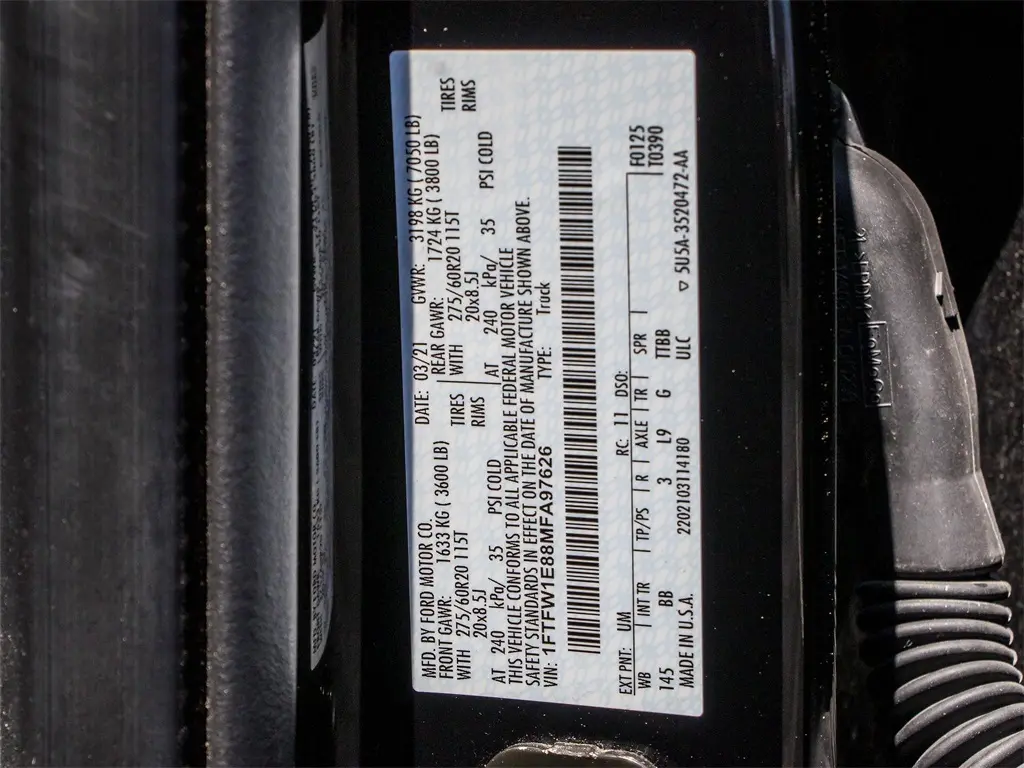 MFD. BY FORD MOTOR CO.
DATE: 03/21 GVWR: 3198 KG ( 7050 LB)
FRONT GAWR: 1633 KG ( 3600 LB)
REAR GAWR: 1724 KG ( 3800 LB)
WITH 275/60R20 115T TIRES
WITH 275/60R20 115T TIRES
20x8.5J RIMS
20x8.5J RIMS
AT 240 kPa/ 35 PSI COLD
AT 240 kPa/ 35 PSI COLD
THIS VEHICLE CONFORMS TO ALL APPLICABLE FEDERAL MOTOR VEHICLE
SAFETY STANDARDS IN EFFECT ON THE DATE OF MANUFACTURE SHOWN ABOVE.
VIN: 1FTFW1E88MFA97626 TYPE: Truck
F0125
T0390
EXT PNT: UM RC: 11 DSO:
WB INT TR TP/PS R AXLE TR SPR
145 BB 3 L9 G TTBB
MADE IN U.S.A. 2202103114180 ULC ▽ 5U5A-3520472-AA